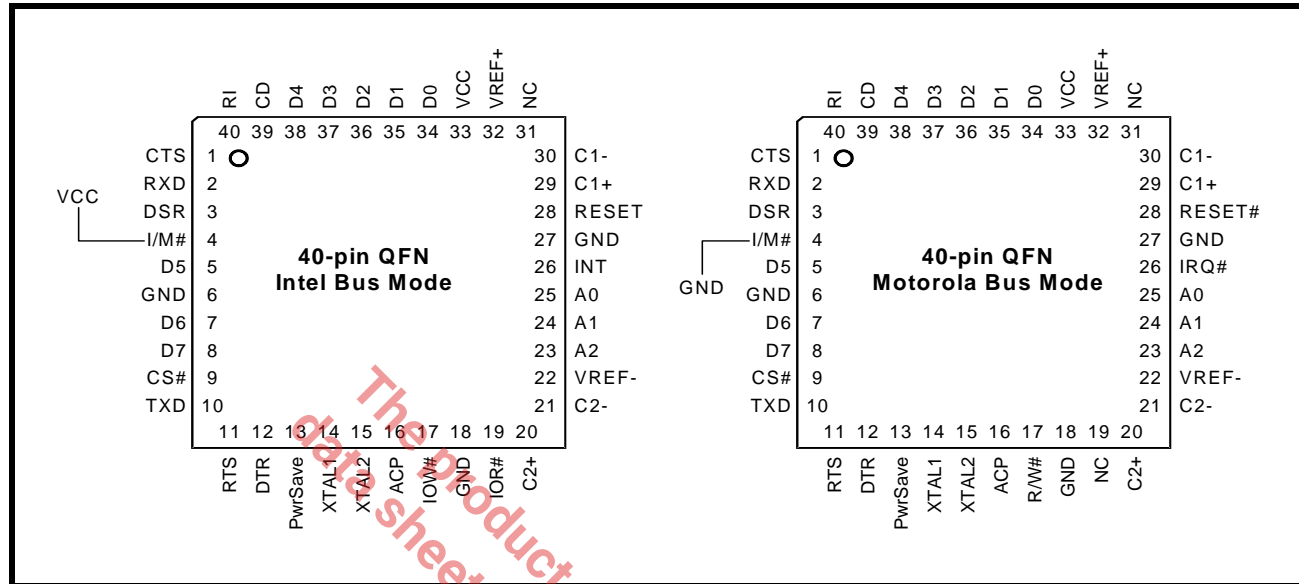 RI CD D4 D3 D2 D1 D0 VCC VREF+ NC
40 39 38 37 36 35 34 33 32 31
CTS 1 30 C1-
RXD 2 29 C1+
VCC
DSR 3 28 RESET
I/M# 4 27 GND
D5 5 26 INT
GND 6 25 A0
D6 7 24 A1
D7 8 23 A2
CS# 9 22 VREF-
TXD 10 21 C2-
40-pin QFN
Intel Bus Mode
11 12 13 14 15 16 17 18 19 20
RTS DTR PwrSave XTAL1 XTAL2 ACP IOW# GND IOR# C2+
RI CD D4 D3 D2 D1 D0 VCC VREF+ NC
40 39 38 37 36 35 34 33 32 31
CTS 1 30 C1-
RXD 2 29 C1+
DSR 3 28 RESET#
I/M# 4 27 GND
D5 5 26 IRQ#
GND
GND 6 25 A0
D6 7 24 A1
D7 8 23 A2
CS# 9 22 VREF-
TXD 10 21 C2-
40-pin QFN
Motorola Bus Mode
11 12 13 14 15 16 17 18 19 20
RTS DTR PwrSave XTAL1 XTAL2 ACP R/W# GND NC C2+
The product
data sheet